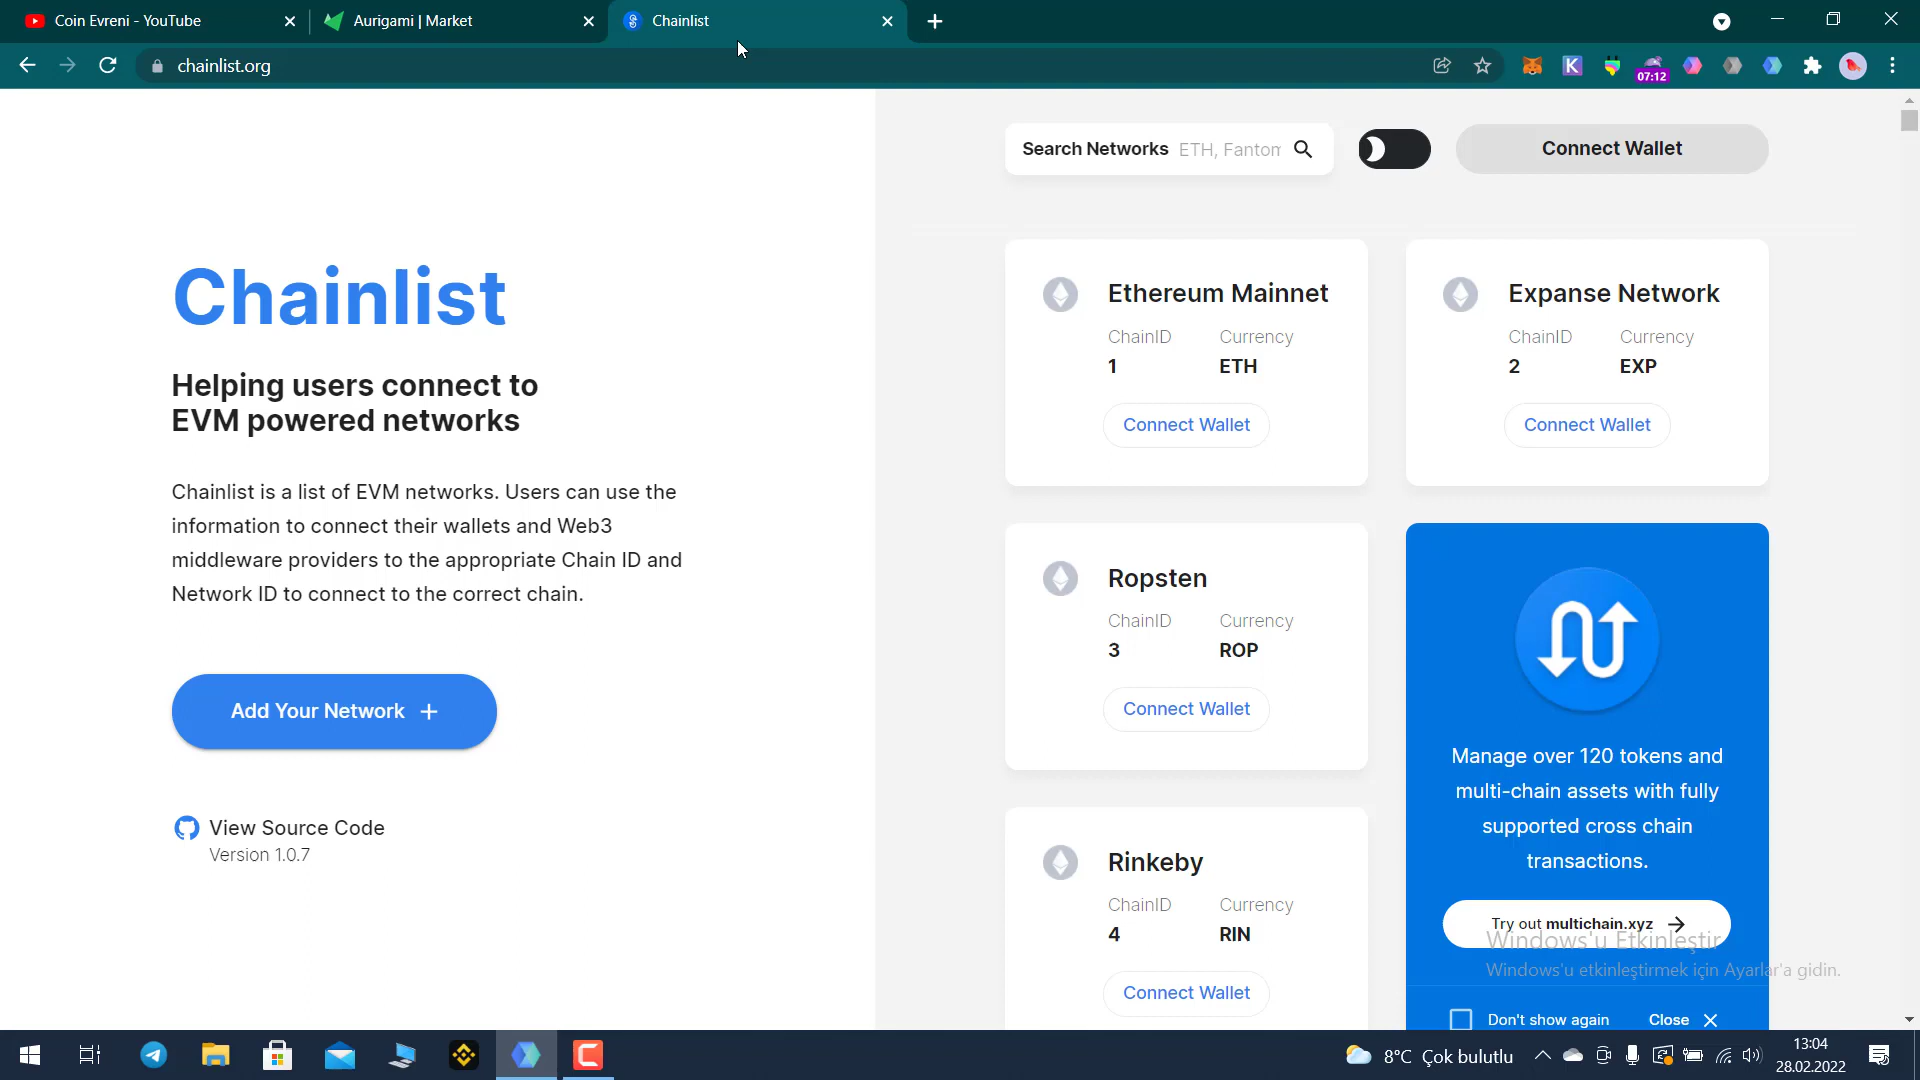 Coin Evreni - YouTube
Aurigami | Market
Chainlist
chainlist.org
07:12
Search Networks ETH, Fantom
Connect Wallet
Chainlist
Helping users connect to
EVM powered networks
Chainlist is a list of EVM networks. Users can use the
information to connect their wallets and Web3
middleware providers to the appropriate Chain ID and
Network ID to connect to the correct chain.
Add Your Network +
View Source Code
Version 1.0.7
Ethereum Mainnet
ChainID Currency
1 ETH
Connect Wallet
Expanse Network
ChainID Currency
2 EXP
Connect Wallet
Ropsten
ChainID Currency
3 ROP
Connect Wallet
Manage over 120 tokens and
multi-chain assets with fully
supported cross chain
transactions.
Try out multichain.xyz
Rinkeby
ChainID Currency
4 RIN
Connect Wallet
Windows'u Etkinleştir
Windows'u etkinleştirmek için Ayarlar'a gidin.
Don't show again Close
8°C Çok bulutlu
13:04
28.02.2022